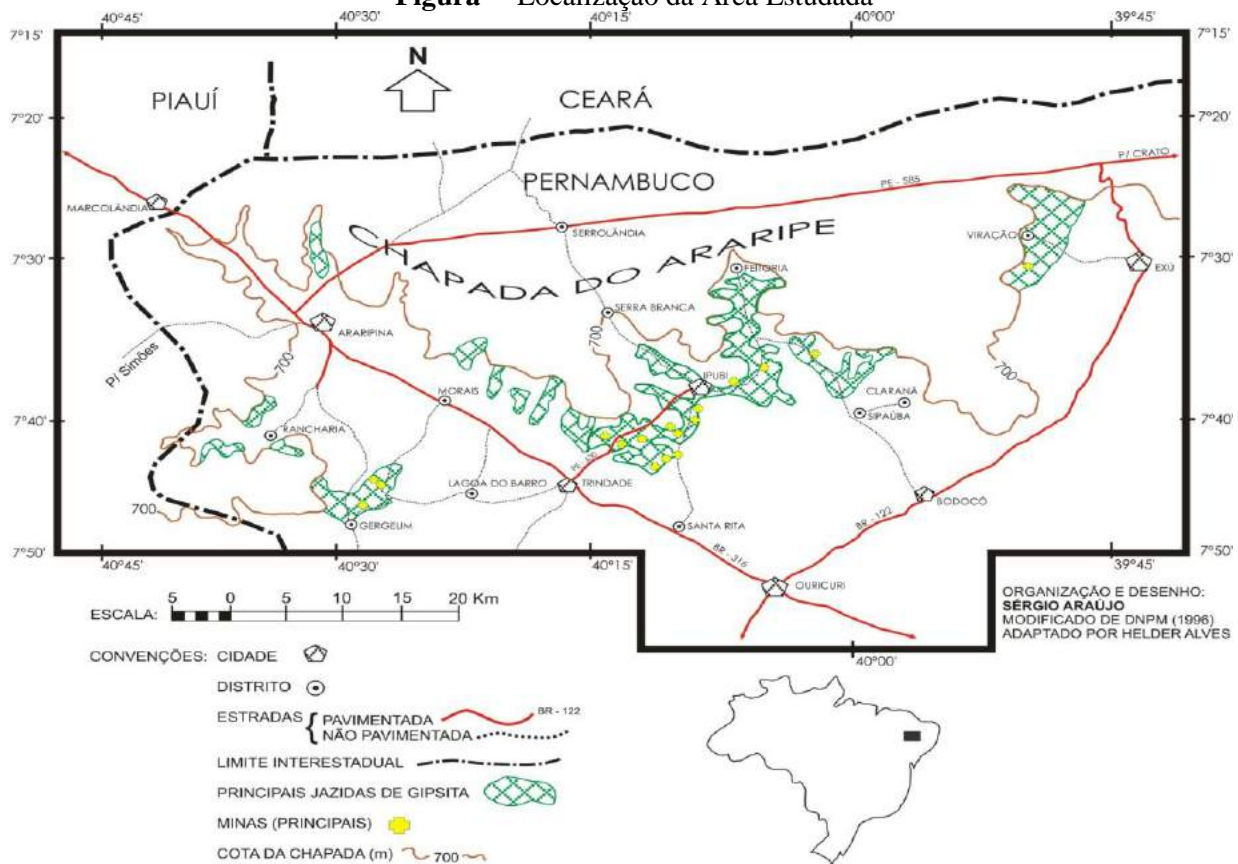 Figura – Localização da Área Estudada
40°45' 40°30' 40°15' 40°00' 39°45'
7°15' 7°15'
N
PIAUÍ CEARÁ
7°20' 7°20'
P/ CRATO
PERNAMBUCO
PE - 585
MARCOLÂNDIA
SERROLÂNDIA
VIRAÇÃO
CHAPADA DO ARARIPE
7°30' 7°30'
FEITORIA
EXÚ
SERRA BRANCA
ARARIPINA
P/ Simões
700
700
700
IPUBI
MORAIS
CLARANÃ
SIPAÚBA
7°40' 7°40'
RANCHARIA
LAGOA DO BARRO
TRINDADE
BODOCÓ
700
GERGELIM
SANTA RITA
BR - 122
7°50' 7°50'
BR - 316
40°45' 40°30' 40°15' 39°45'
OURICURI
ORGANIZAÇÃO E DESENHO:
SÉRGIO ARAÚJO
MODIFICADO DE DNPM (1996)
ADAPTADO POR HELDER ALVES
40°00'
ESCALA: 5 0 5 10 15 20 Km
CONVENÇÕES: CIDADE
DISTRITO
ESTRADAS { PAVIMENTADA BR - 122
NÃO PAVIMENTADA
LIMITE INTERESTADUAL
PRINCIPAIS JAZIDAS DE GIPSITA
MINAS (PRINCIPAIS)
COTA DA CHAPADA (m) 700